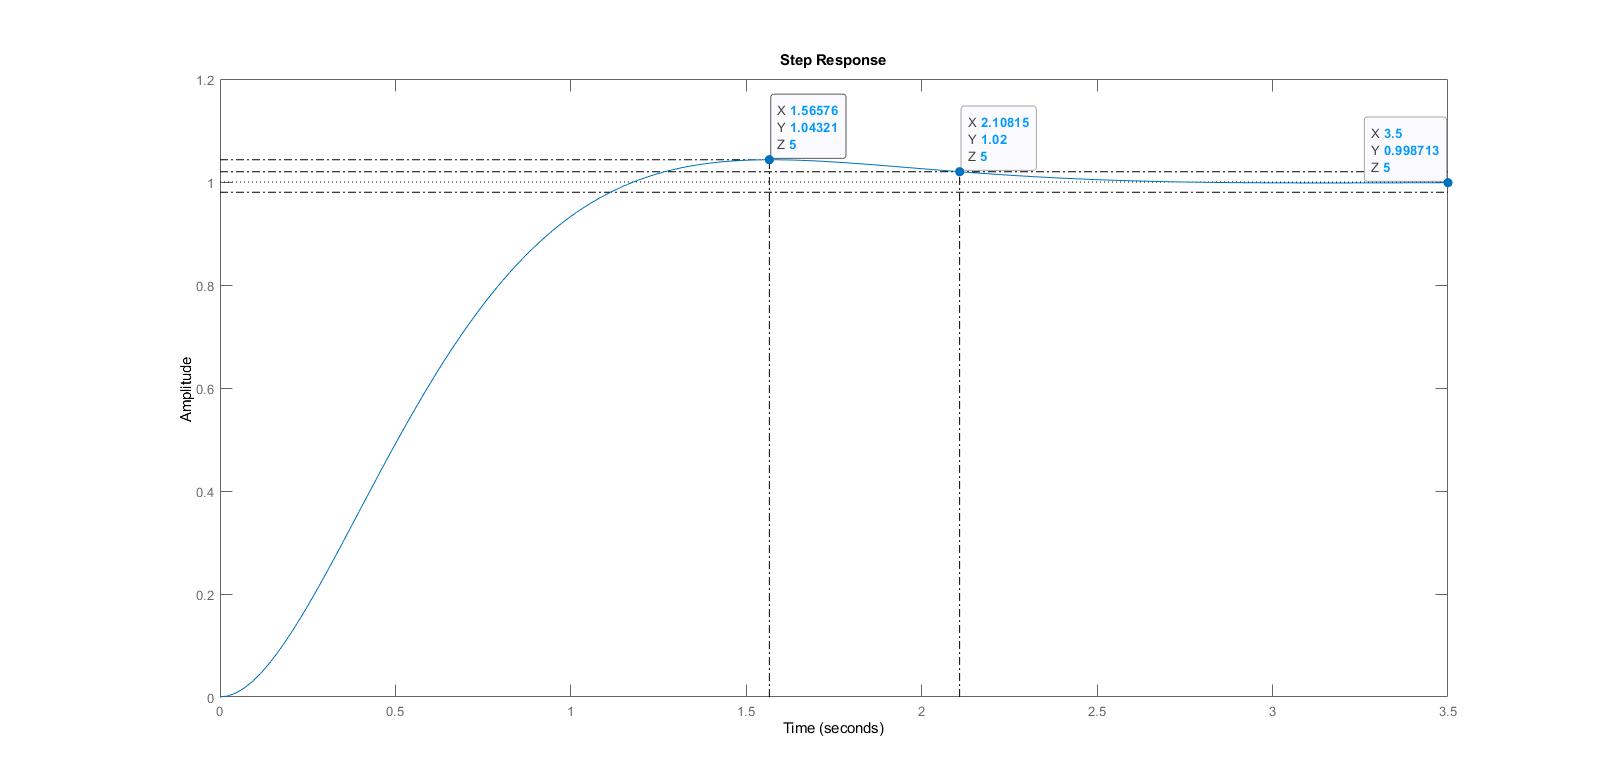 Step Response
1.2
X 1.56576
Y 1.04321
Z 5
X 2.10815
Y 1.02
Z 5
X 3.5
Y 0.998713
Z 5
1
0.8
0.6
0.4
0.2
0
Amplitude
0 0.5 1 1.5 2 2.5 3 3.5
Time (seconds)